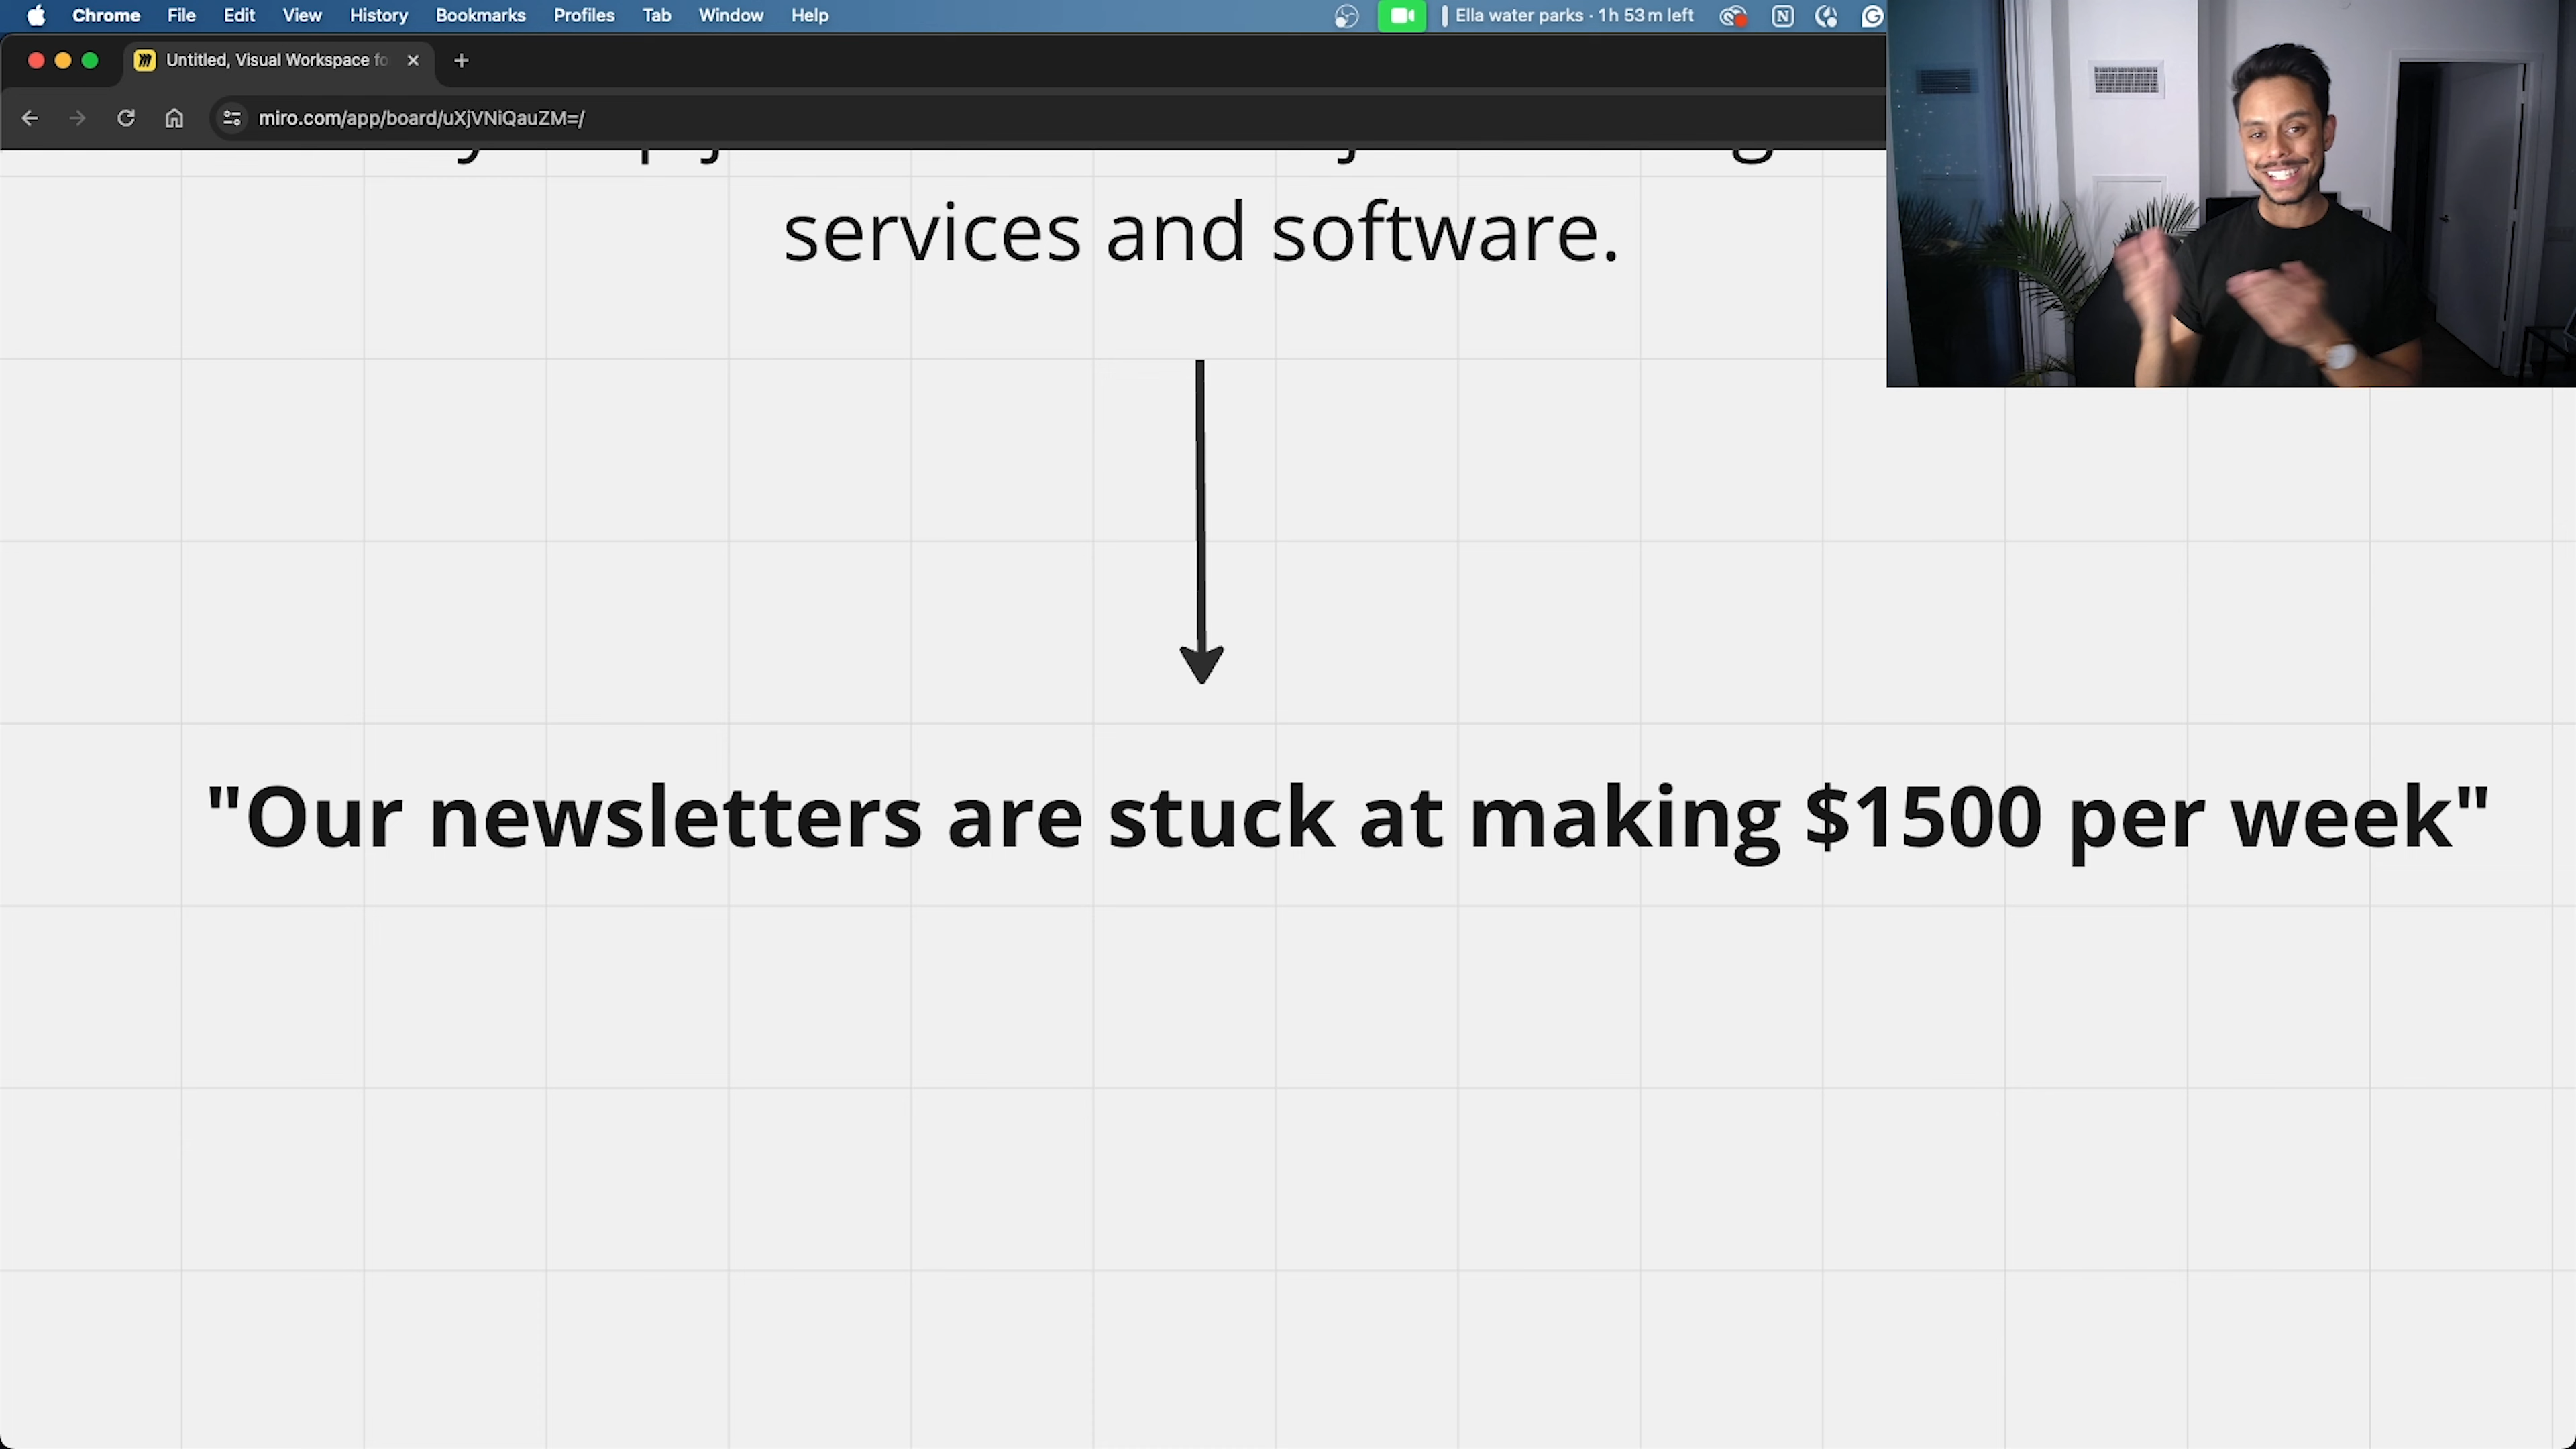 Chrome File Edit View History Bookmarks Profiles Tab Window Help Ella water parks · 1h 53m left
Untitled, Visual Workspace fo
miro.com/app/board/uXjVNiQauZM=/
services and software.
"Our newsletters are stuck at making $1500 per week"